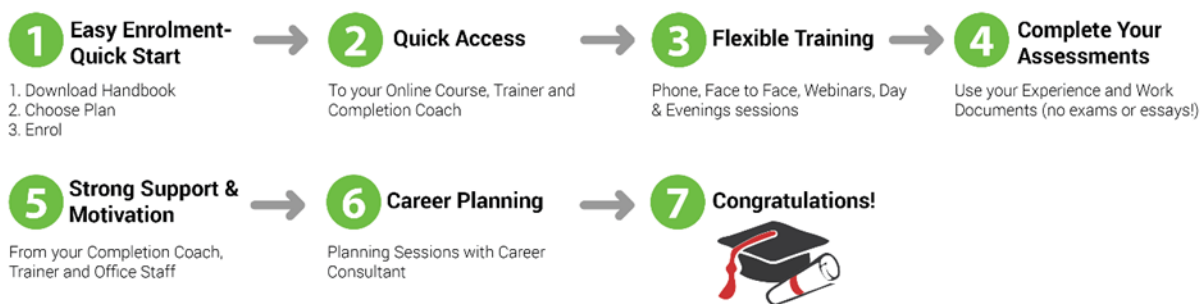 1
Easy Enrolment-
Quick Start
1. Download Handbook
2. Choose Plan
3. Enrol
2
Quick Access
To your Online Course, Trainer and
Completion Coach
3
Flexible Training
Phone, Face to Face, Webinars, Day
& Evenings sessions
4
Complete Your
Assessments
Use your Experience and Work
Documents (no exams or essays!)
5
Strong Support &
Motivation
From your Completion Coach,
Trainer and Office Staff
6
Career Planning
Planning Sessions with Career
Consultant
7
Congratulations!